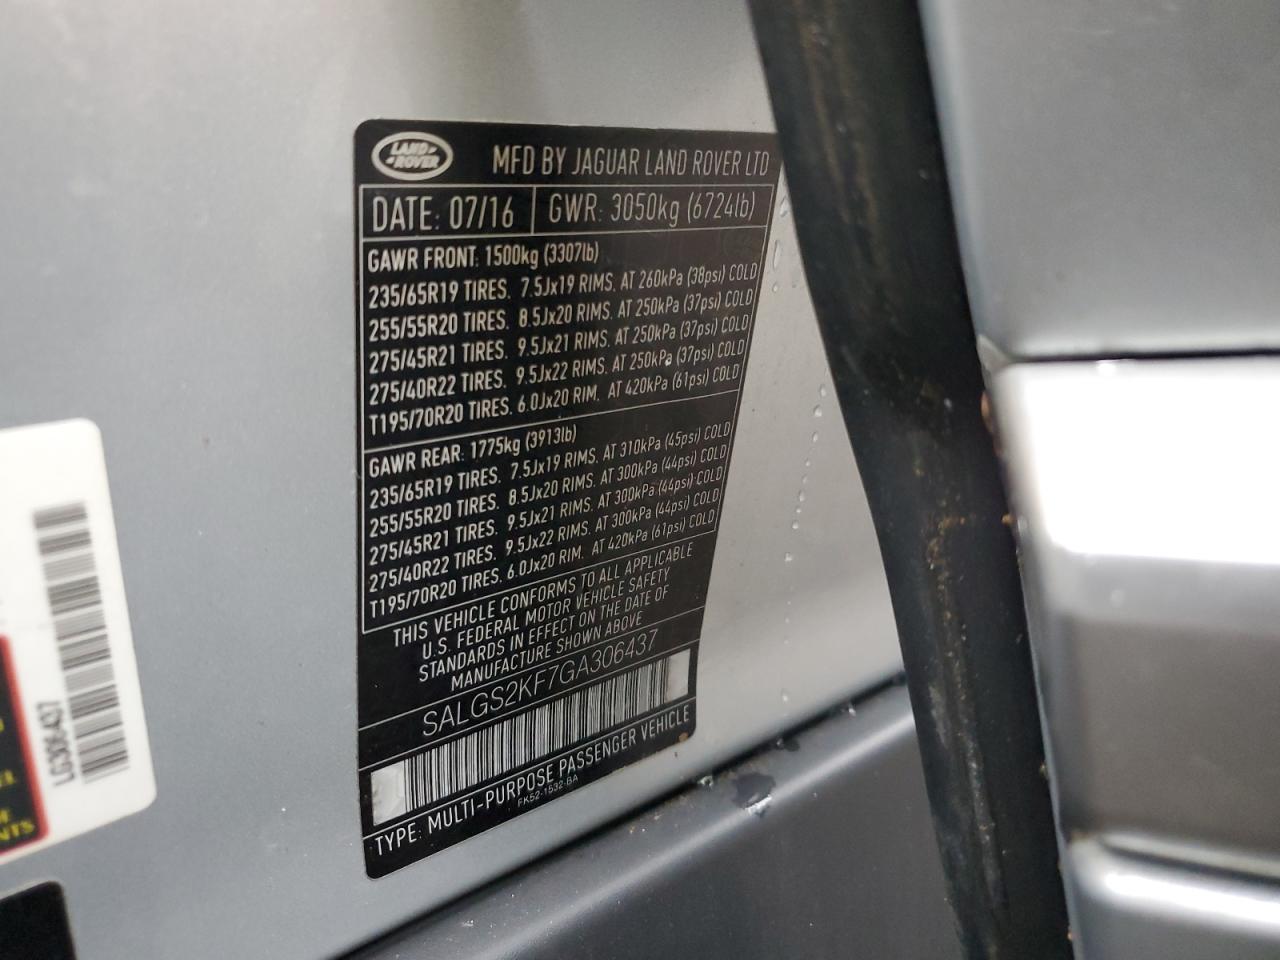 LAND ROVER
MFD BY JAGUAR LAND ROVER LTD
DATE: 07/16 GWR: 3050kg (6724lb)
GAWR FRONT: 1500kg (3307lb)
235/65R19 TIRES. 7.5Jx19 RIMS. AT 260kPa (38psi) COLD
255/55R20 TIRES. 8.5Jx20 RIMS. AT 250kPa (37psi) COLD
275/45R21 TIRES. 9.5Jx21 RIMS. AT 250kPa (37psi) COLD
275/40R22 TIRES. 9.5Jx22 RIMS. AT 250kPa (37psi) COLD
T195/70R20 TIRES. 6.0Jx20 RIM. AT 420kPa (61psi) COLD
GAWR REAR: 1775kg (3913lb)
235/65R19 TIRES. 7.5Jx19 RIMS. AT 310kPa (45psi) COLD
255/55R20 TIRES. 8.5Jx20 RIMS. AT 300kPa (44psi) COLD
275/45R21 TIRES. 9.5Jx21 RIMS. AT 300kPa (44psi) COLD
275/40R22 TIRES. 9.5Jx22 RIMS. AT 300kPa (44psi) COLD
T195/70R20 TIRES. 6.0Jx20 RIM. AT 420kPa (61psi) COLD
THIS VEHICLE CONFORMS TO ALL APPLICABLE
U.S. FEDERAL MOTOR VEHICLE SAFETY
STANDARDS IN EFFECT ON THE DATE OF
MANUFACTURE SHOWN ABOVE
SALGS2KF7GA306437
TYPE: MULTI-PURPOSE PASSENGER VEHICLE
FK52-1532-BA
LG306437